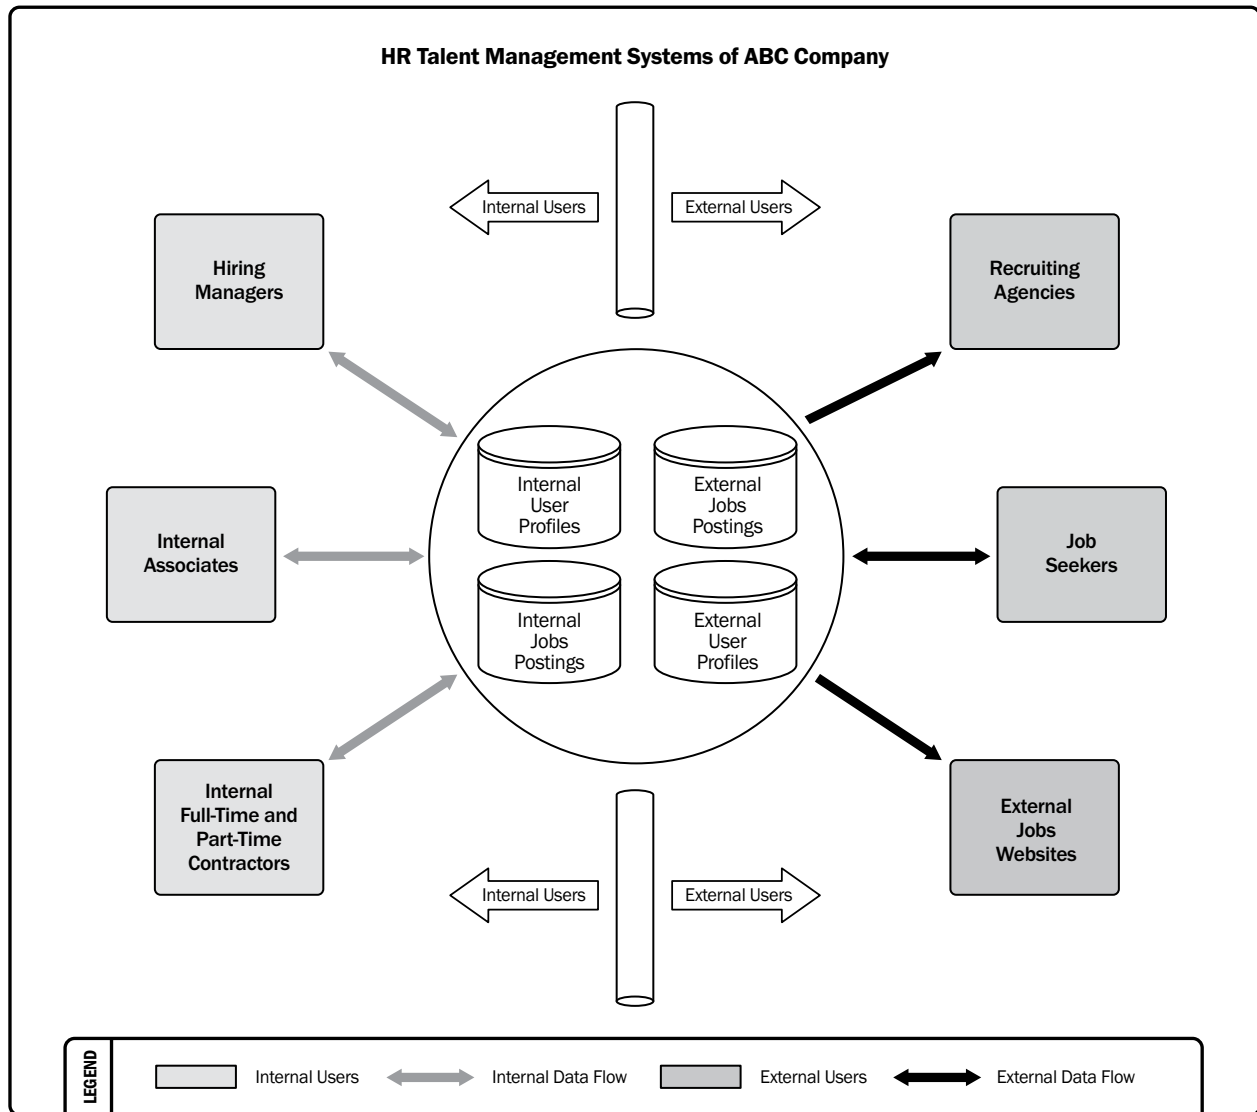 HR Talent Management Systems of ABC Company
Internal Users
External Users
Hiring
Managers
Recruiting
Agencies
Internal
User
Profiles
External
Jobs
Postings
Internal
Associates
Job
Seekers
Internal
Jobs
Postings
External
User
Profiles
Internal
Full-Time and
Part-Time
Contractors
External
Jobs
Websites
Internal Users
External Users
LEGEND
Internal Users
Internal Data Flow
External Users
External Data Flow